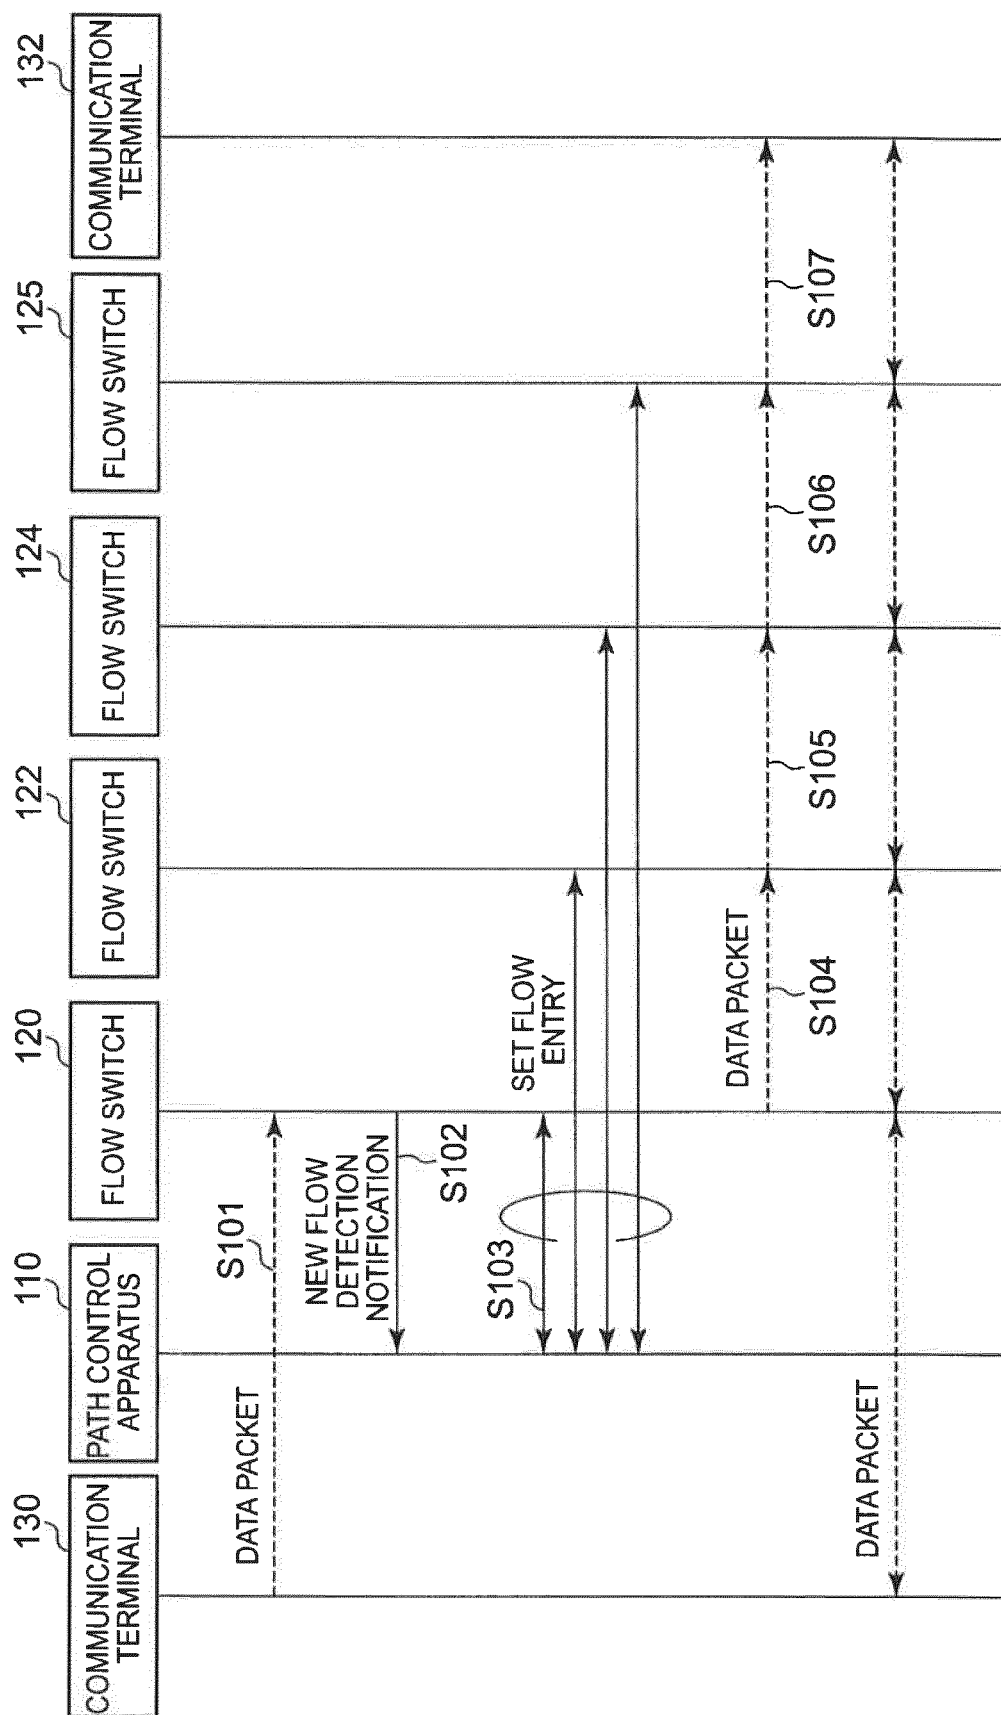 130
COMMUNICATION
TERMINAL
110
PATH CONTROL
APPARATUS
120
FLOW SWITCH
122
FLOW SWITCH
124
FLOW SWITCH
125
FLOW SWITCH
132
COMMUNICATION
TERMINAL
DATA PACKET
S101
NEW FLOW
DETECTION
NOTIFICATION
S102
S103
SET FLOW
ENTRY
DATA PACKET
S104
S105
S106
S107
DATA PACKET